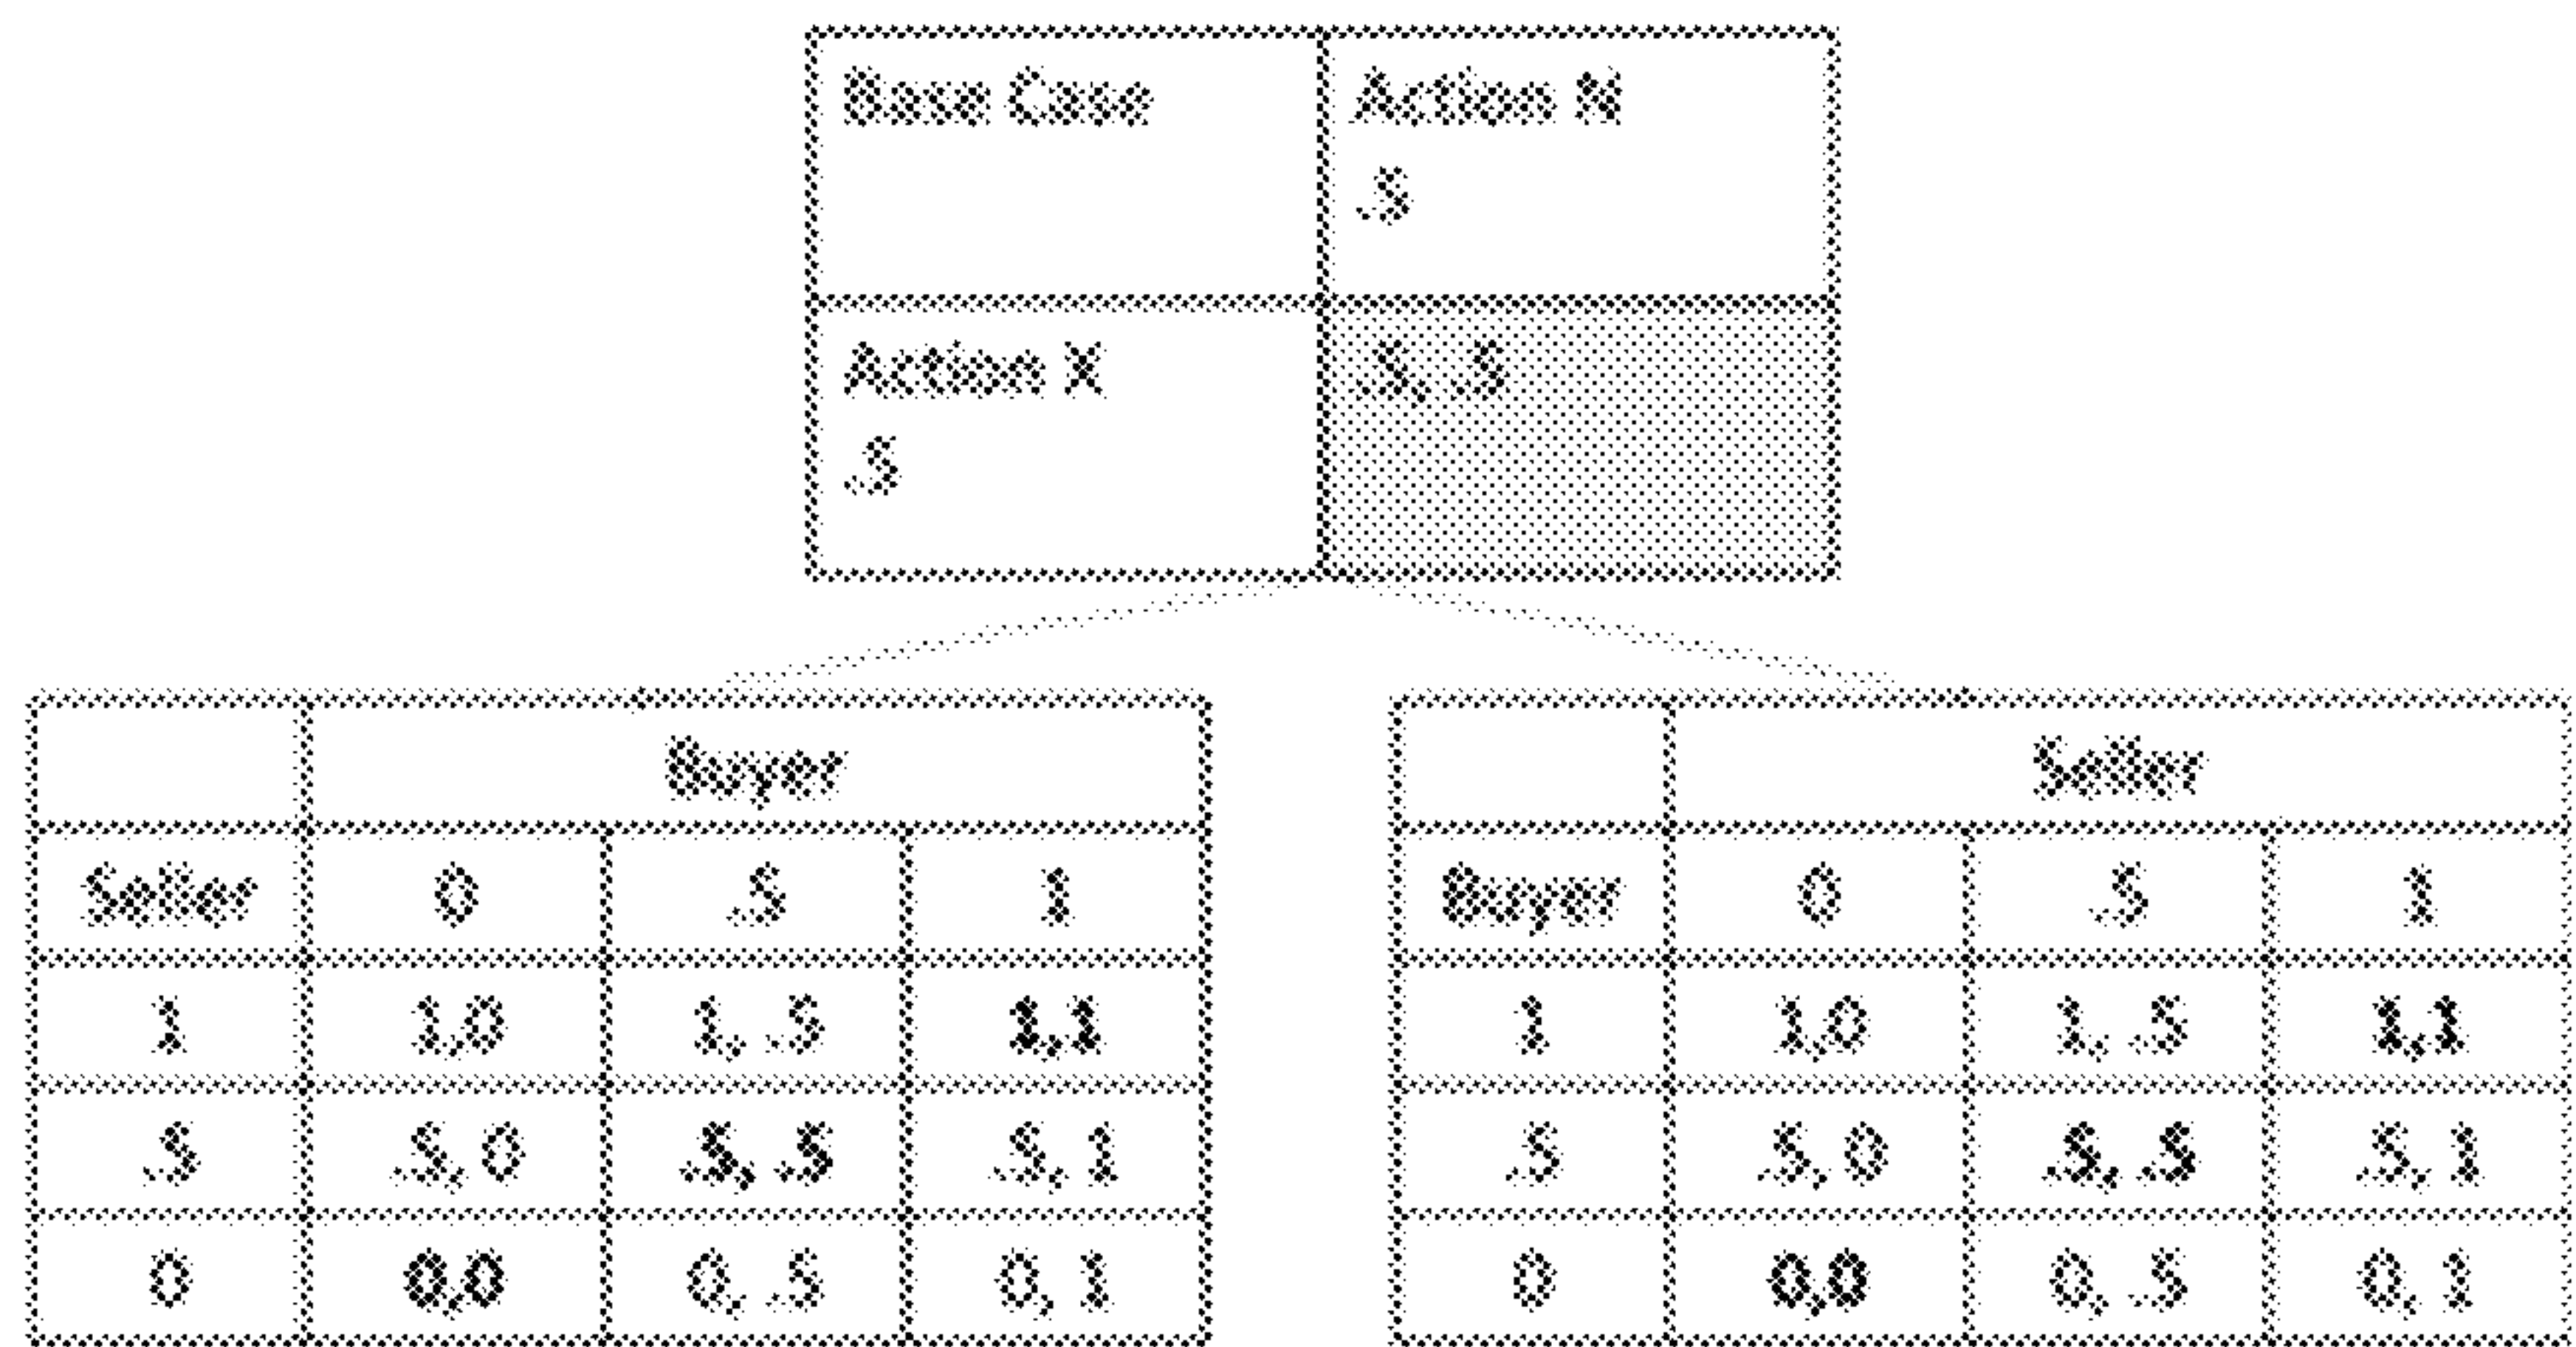 Base Case Action N
.5
Action X .5, .5
.5
Buyer
Seller 0 .5 1
1 1,0 1, .5 1,1
.5 .5, 0 .5, .5 .5, 1
0 0,0 0, .5 0, 1
Seller
Buyer 0 .5 1
1 1,0 1, .5 1,1
.5 .5, 0 .5, .5 .5, 1
0 0,0 0, .5 0, 1